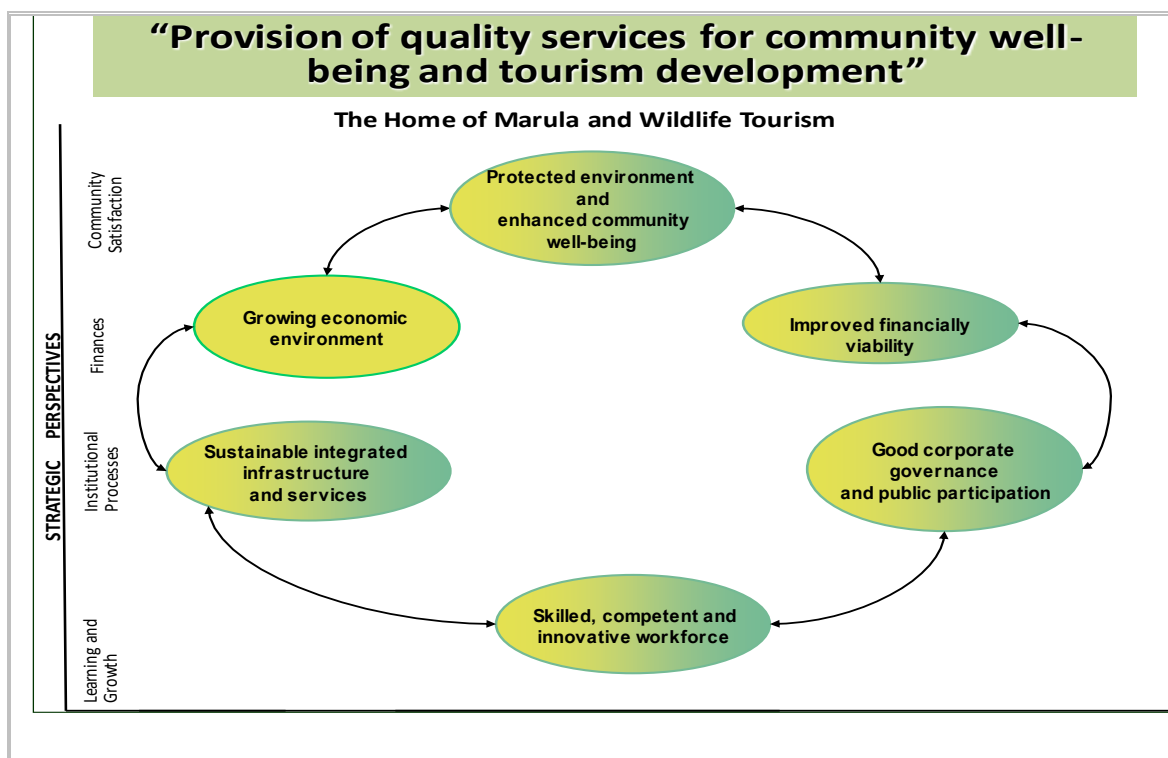 “Provision of quality services for community well-
being and tourism development”
The Home of Marula and Wildlife Tourism
STRATEGIC PERSPECTIVES
Community
Satisfaction
Finances
Institutional
Processes
Learning and
Growth
Protected environment
and
enhanced community
well-being
Growing economic
environment
Improved financially
viability
Sustainable integrated
infrastructure
and services
Good corporate
governance
and public participation
Skilled, competent and
innovative workforce